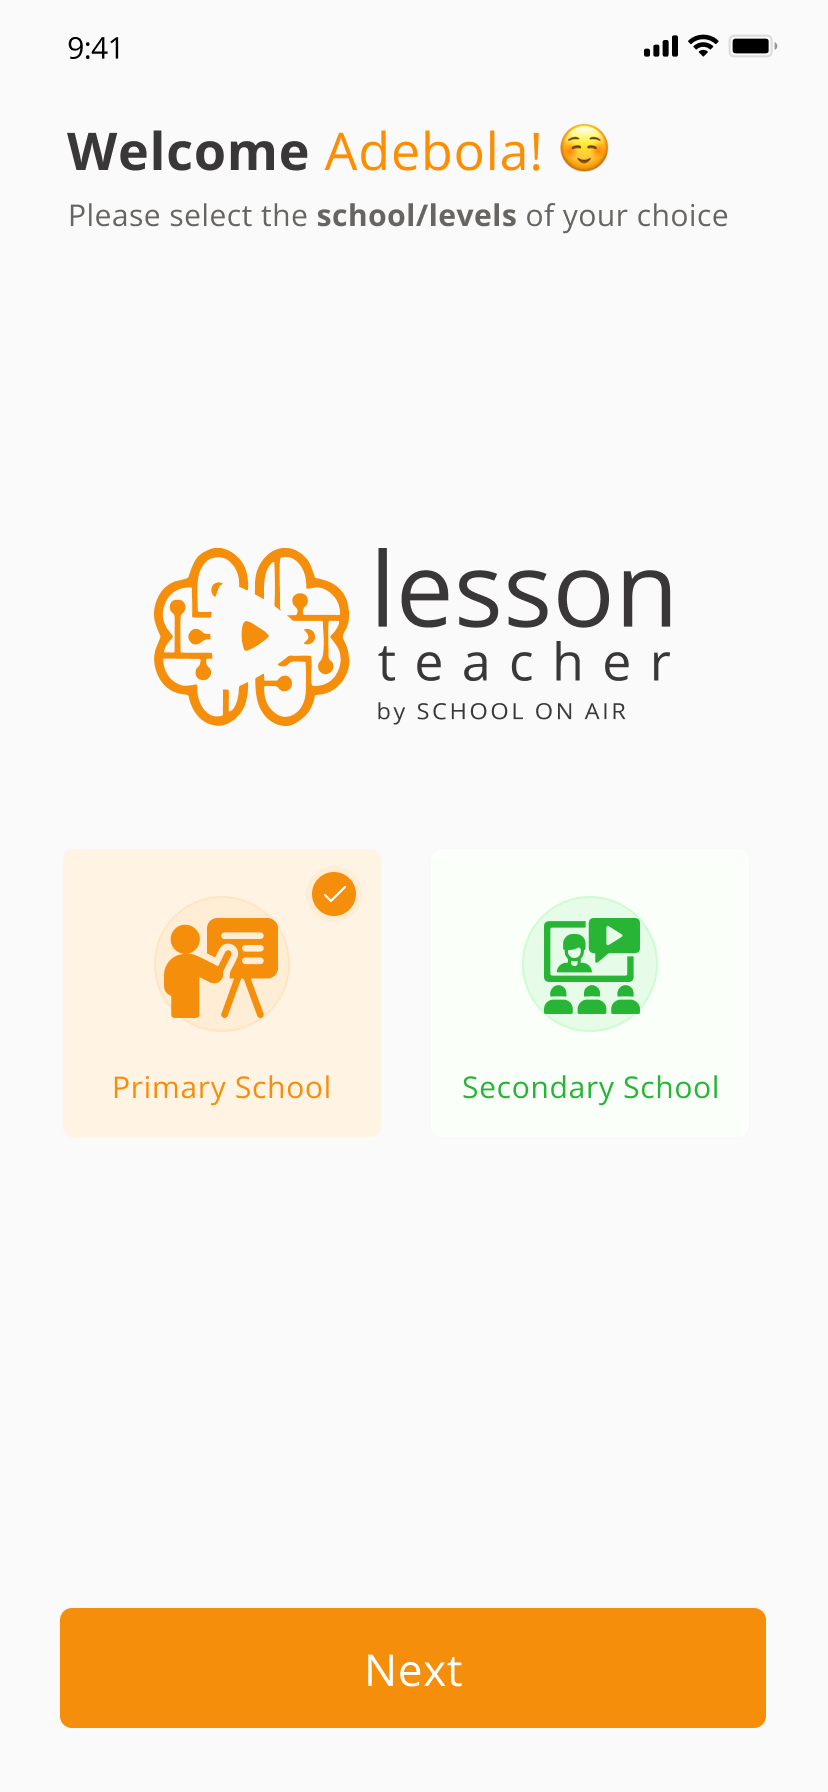 9:41
Welcome Adebola! ☺️
Please select the school/levels of your choice
lesson
teacher
by SCHOOL ON AIR
Primary School
Secondary School
Next